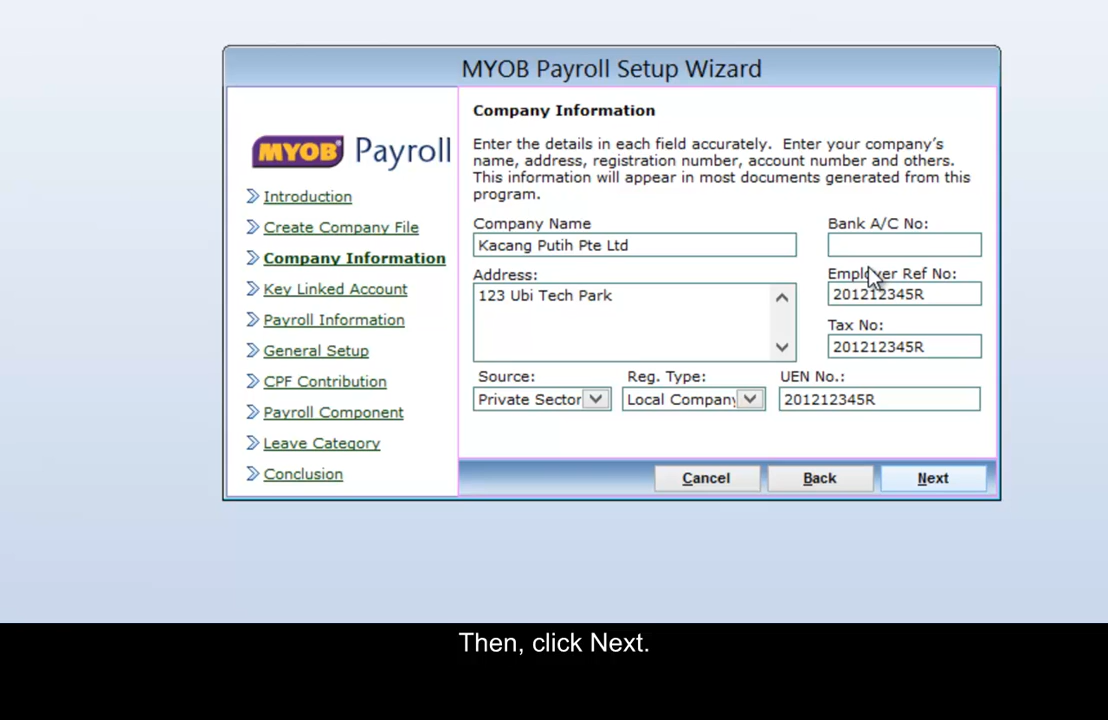 MYOB Payroll Setup Wizard
MYOB Payroll
Introduction
Create Company File
Company Information
Key Linked Account
Payroll Information
General Setup
CPF Contribution
Payroll Component
Leave Category
Conclusion
Company Information
Enter the details in each field accurately. Enter your company's
name, address, registration number, account number and others.
This information will appear in most documents generated from this
program.
Company Name
Kacang Putih Pte Ltd
Bank A/C No:
Address:
123 Ubi Tech Park
Employer Ref No:
201212345R
Tax No:
201212345R
Source:
Private Sector
Reg. Type:
Local Company
UEN No.:
201212345R
Cancel
Back
Next
Then, click Next.